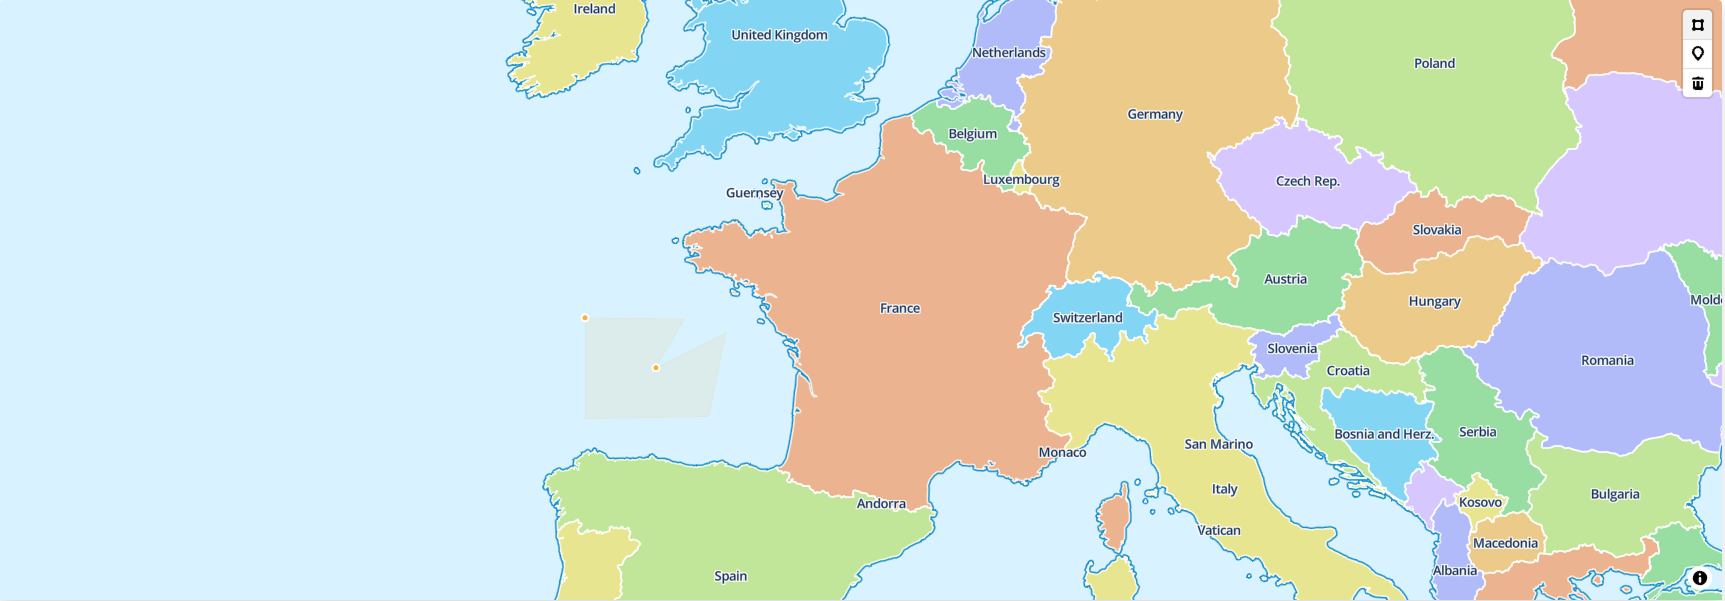 Ireland
United Kingdom
Netherlands
Poland
Germany
Belgium
Luxembourg
Czech Rep.
Guernsey
Slovakia
Austria
Moldo
Hungary
France
Switzerland
Slovenia
Romania
Croatia
Bosnia and Herz.
Serbia
San Marino
Monaco
Italy
Bulgaria
Andorra
Kosovo
Vatican
Macedonia
Albania
Spain